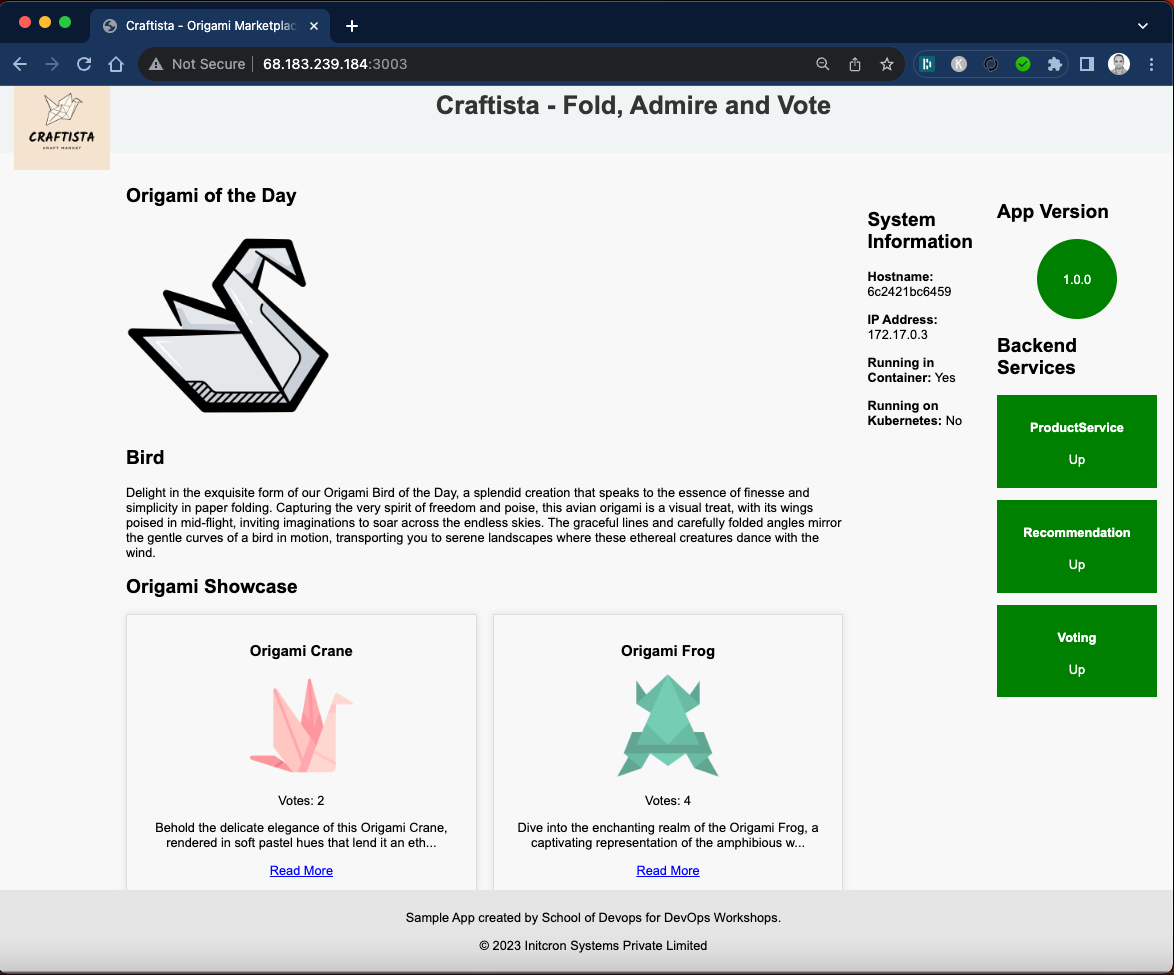 Craftista - Origami Marketplac
Not Secure
68.183.239.184:3003
K
CRAFTISTA
CRAFT MARKET
Craftista - Fold, Admire and Vote
Origami of the Day
Bird
Delight in the exquisite form of our Origami Bird of the Day, a splendid creation that speaks to the essence of finesse and
simplicity in paper folding. Capturing the very spirit of freedom and poise, this avian origami is a visual treat, with its wings
poised in mid-flight, inviting imaginations to soar across the endless skies. The graceful lines and carefully folded angles mirror
the gentle curves of a bird in motion, transporting you to serene landscapes where these ethereal creatures dance with the
wind.
Origami Showcase
Origami Crane
Votes: 2
Behold the delicate elegance of this Origami Crane,
rendered in soft pastel hues that lend it an eth...
Read More
Origami Frog
Votes: 4
Dive into the enchanting realm of the Origami Frog, a
captivating representation of the amphibious w...
Read More
System
Information
Hostname:
6c2421bc6459
IP Address:
172.17.0.3
Running in
Container: Yes
Running on
Kubernetes: No
App Version
1.0.0
Backend
Services
ProductService
Up
Recommendation
Up
Voting
Up
Sample App created by School of Devops for DevOps Workshops.
© 2023 Initcron Systems Private Limited